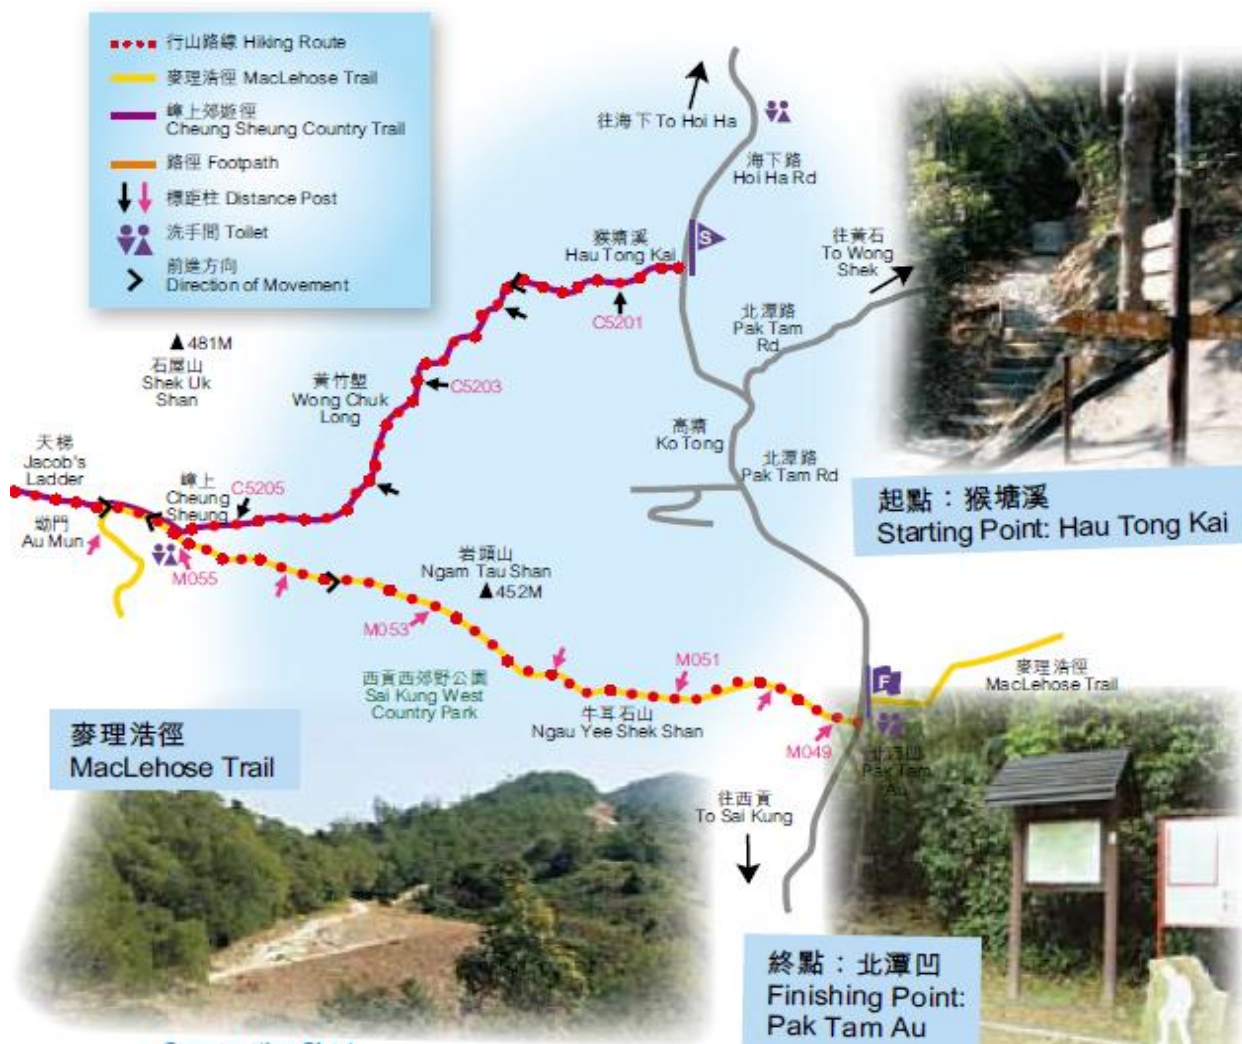 行山路線 Hiking Route
麥理浩徑 MacLehose Trail
嶂上郊遊徑
Cheung Sheung Country Trail
路徑 Footpath
標距柱 Distance Post
洗手間 Toilet
前進方向
Direction of Movement
往海下 To Hoi Ha
海下路
Hoi Ha Rd
猴塘溪
Hau Tong Kai
S
往黃石
To Wong
Shek
C5201
北潭路
Pak Tam
Rd
481M
石屋山
Shek Uk
Shan
黃竹塱
Wong Chuk
Long
C5203
高塘
Ko Tong
北潭路
Pak Tam Rd
天梯
Jacob's
Ladder
嶂上
Cheung
Sheung
C5205
起點：猴塘溪
Starting Point: Hau Tong Kai
坳門
Au Mun
M055
岩頭山
Ngam Tau Shan
452M
M053
M051
西貢西郊野公園
Sai Kung West
Country Park
牛耳石山
Ngau Yee Shek Shan
F
麥理浩徑
MacLehose Trail
M049
北潭凹
Pak Tam
Au
麥理浩徑
MacLehose Trail
往西貢
To Sai Kung
終點：北潭凹
Finishing Point:
Pak Tam Au